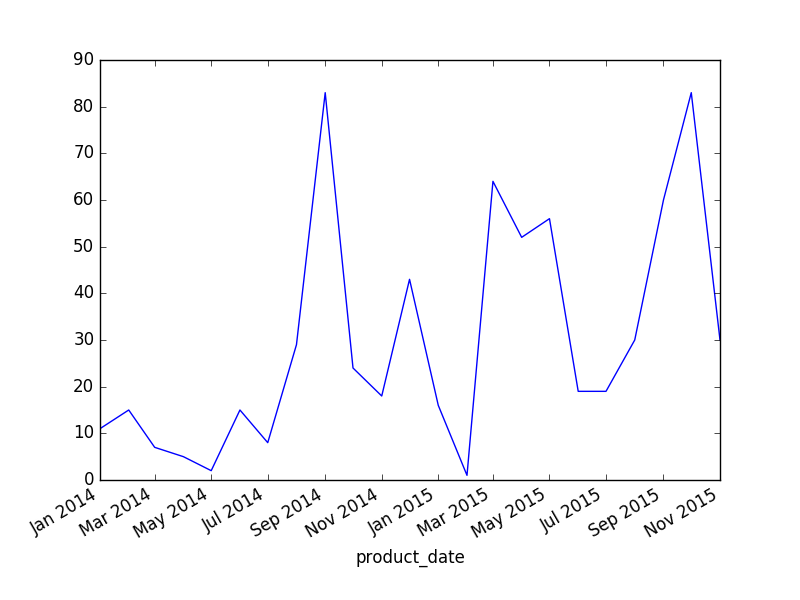 90
80
70
60
50
40
30
20
10
0
Jan 2014
Mar 2014
May 2014
Jul 2014
Sep 2014
Nov 2014
Jan 2015
Mar 2015
May 2015
Jul 2015
Sep 2015
Nov 2015
product_date